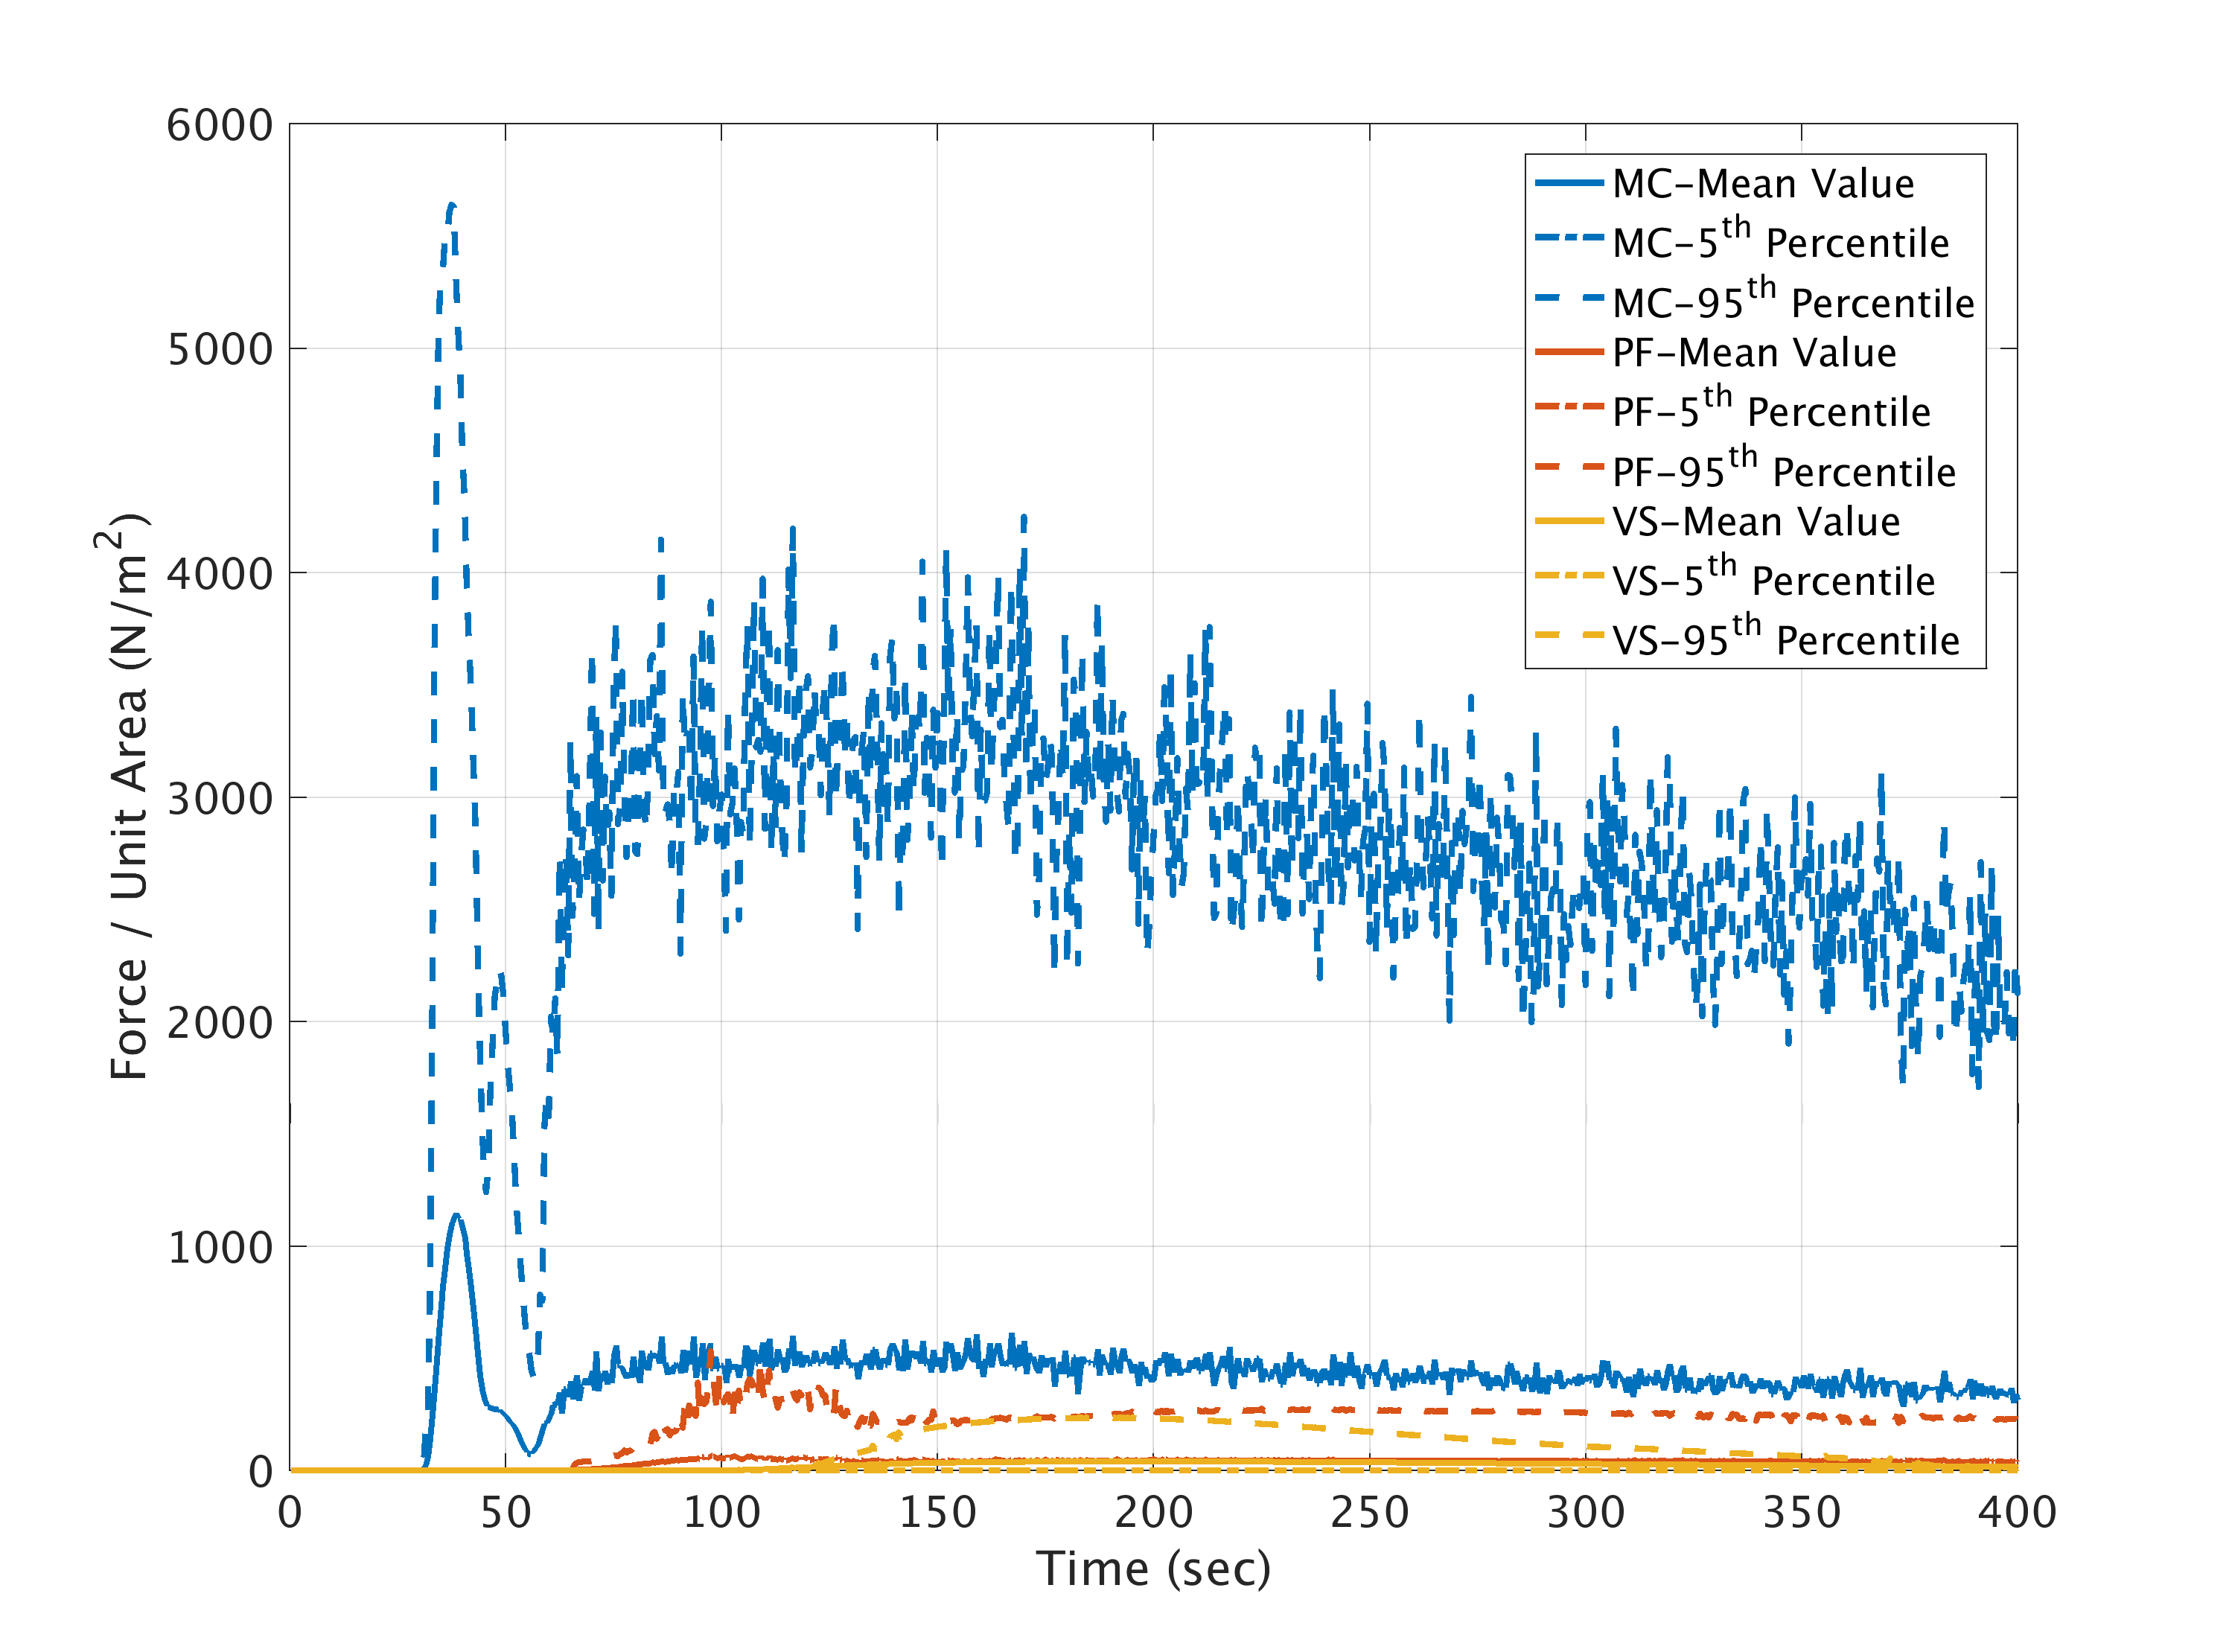 6000
5000
4000
3000
2000
1000
0
Force / Unit Area (N/m²)
MC–Mean Value
MC–5ᵗʰ Percentile
MC–95ᵗʰ Percentile
PF–Mean Value
PF–5ᵗʰ Percentile
PF–95ᵗʰ Percentile
VS–Mean Value
VS–5ᵗʰ Percentile
VS–95ᵗʰ Percentile
0 50 100 150 200 250 300 350 400
Time (sec)